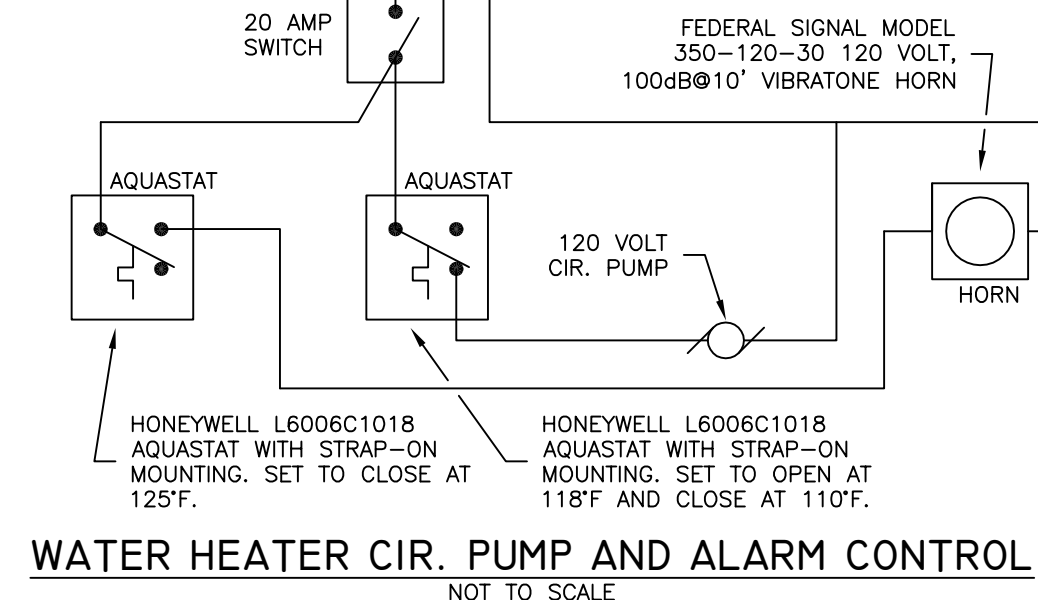 20 AMP
SWITCH
FEDERAL SIGNAL MODEL
350-120-30 120 VOLT,
100dB@10' VIBRATONE HORN
AQUASTAT
AQUASTAT
120 VOLT
CIR. PUMP
HORN
HONEYWELL L6006C1018
AQUASTAT WITH STRAP-ON
MOUNTING. SET TO CLOSE AT
125°F.
HONEYWELL L6006C1018
AQUASTAT WITH STRAP-ON
MOUNTING. SET TO OPEN AT
118°F AND CLOSE AT 110°F.
WATER HEATER CIR. PUMP AND ALARM CONTROL
NOT TO SCALE